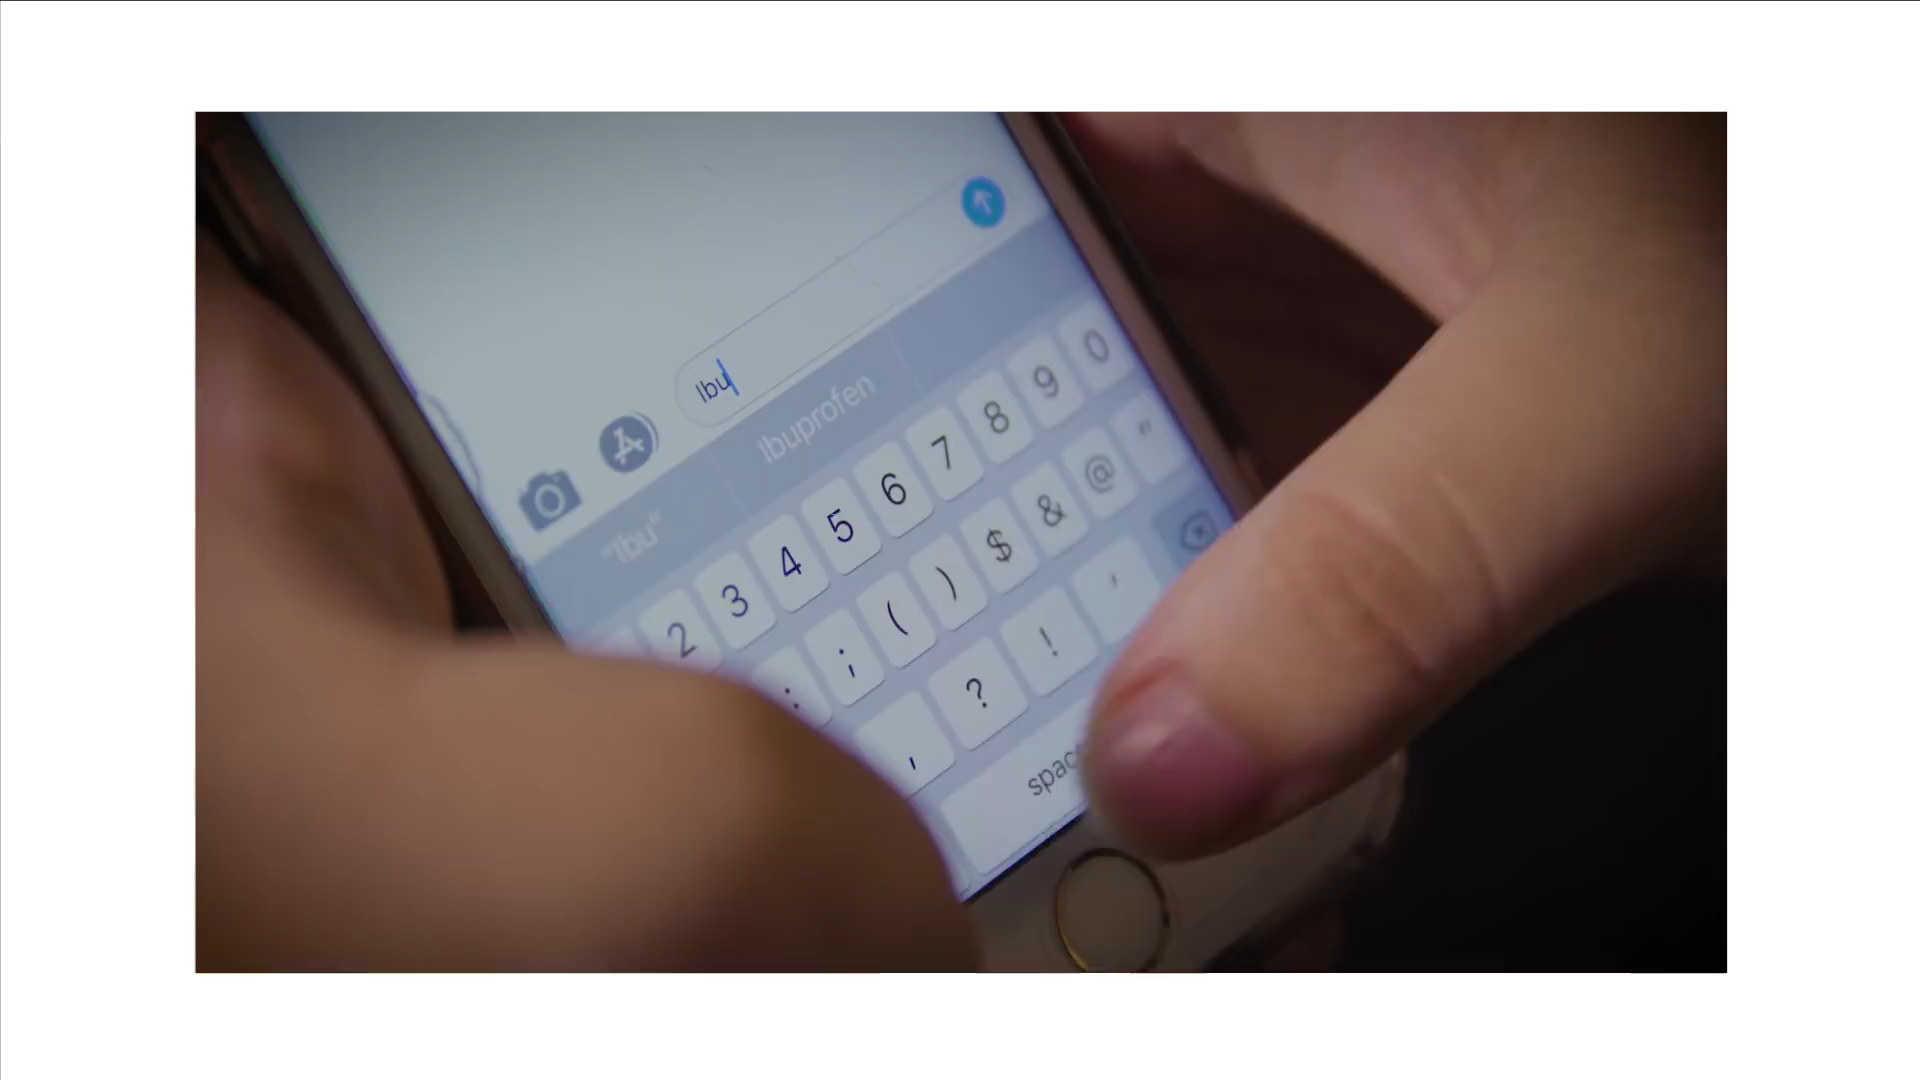 Ibu
"Ibu"
Ibuprofen
2 3 4 5 6 7 8 9 0
: ; ( ) $ & @ "
, ? ! '
spac